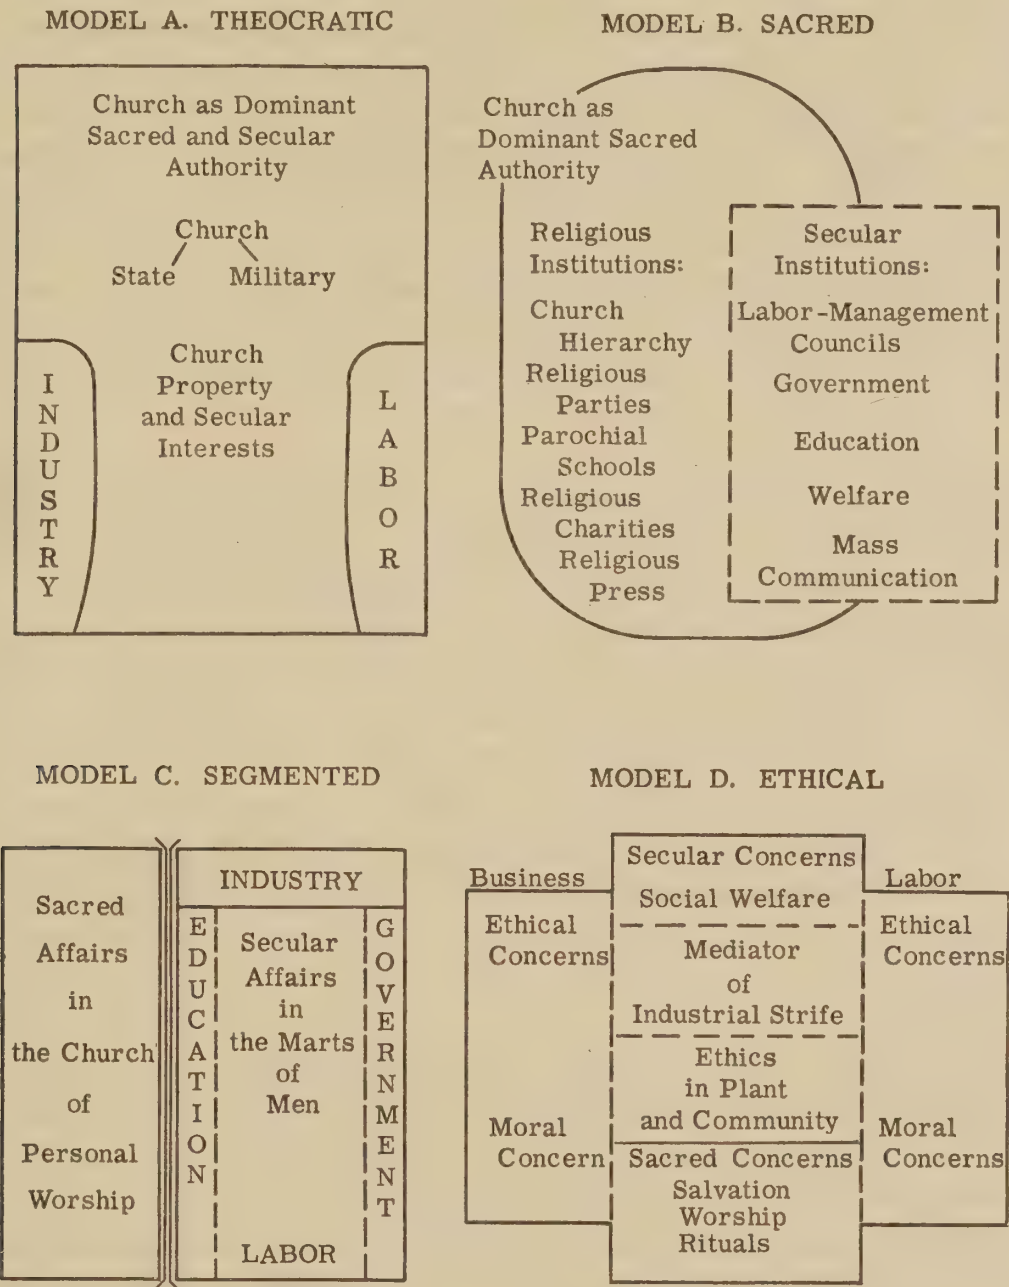 MODEL A. THEOCRATIC
Church as Dominant
Sacred and Secular
Authority
Church
State Military
Church
Property
and Secular
Interests
INDUSTRY
LABOR
MODEL B. SACRED
Church as
Dominant Sacred
Authority
Religious
Institutions:
Church
Hierarchy
Religious
Parties
Parochial
Schools
Religious
Charities
Religious
Press
Secular
Institutions:
Labor-Management
Councils
Government
Education
Welfare
Mass
Communication
MODEL C. SEGMENTED
Sacred
Affairs
in
the Church
of
Personal
Worship
INDUSTRY
EDUCATION
Secular
Affairs
in
the Marts
of
Men
GOVERNMENT
LABOR
MODEL D. ETHICAL
Business
Ethical
Concerns
Moral
Concern
Secular Concerns
Social Welfare
Mediator
of
Industrial Strife
Ethics
in Plant
and Community
Sacred Concerns
Salvation
Worship
Rituals
Labor
Ethical
Concerns
Moral
Concerns